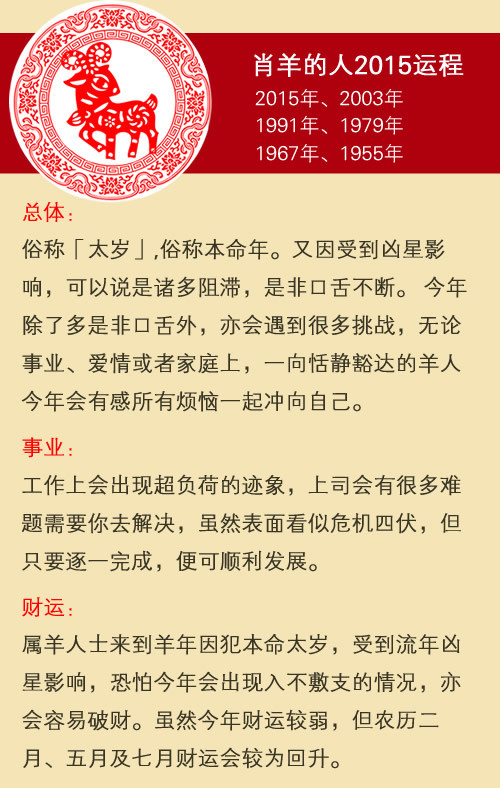 肖羊的人2015运程
2015年、2003年
1991年、1979年
1967年、1955年
总体：
俗称「太岁」,俗称本命年。又因受到凶星影
响，可以说是诸多阻滞，是非口舌不断。 今年
除了多是非口舌外，亦会遇到很多挑战，无论
事业、爱情或者家庭上，一向恬静豁达的羊人
今年会有感所有烦恼一起冲向自己。
事业：
工作上会出现超负荷的迹象，上司会有很多难
题需要你去解决，虽然表面看似危机四伏，但
只要逐一完成，便可顺利发展。
财运：
属羊人士来到羊年因犯本命太岁，受到流年凶
星影响，恐怕今年会出现入不敷支的情况，亦
会容易破财。虽然今年财运较弱，但农历二
月、五月及七月财运会较为回升。